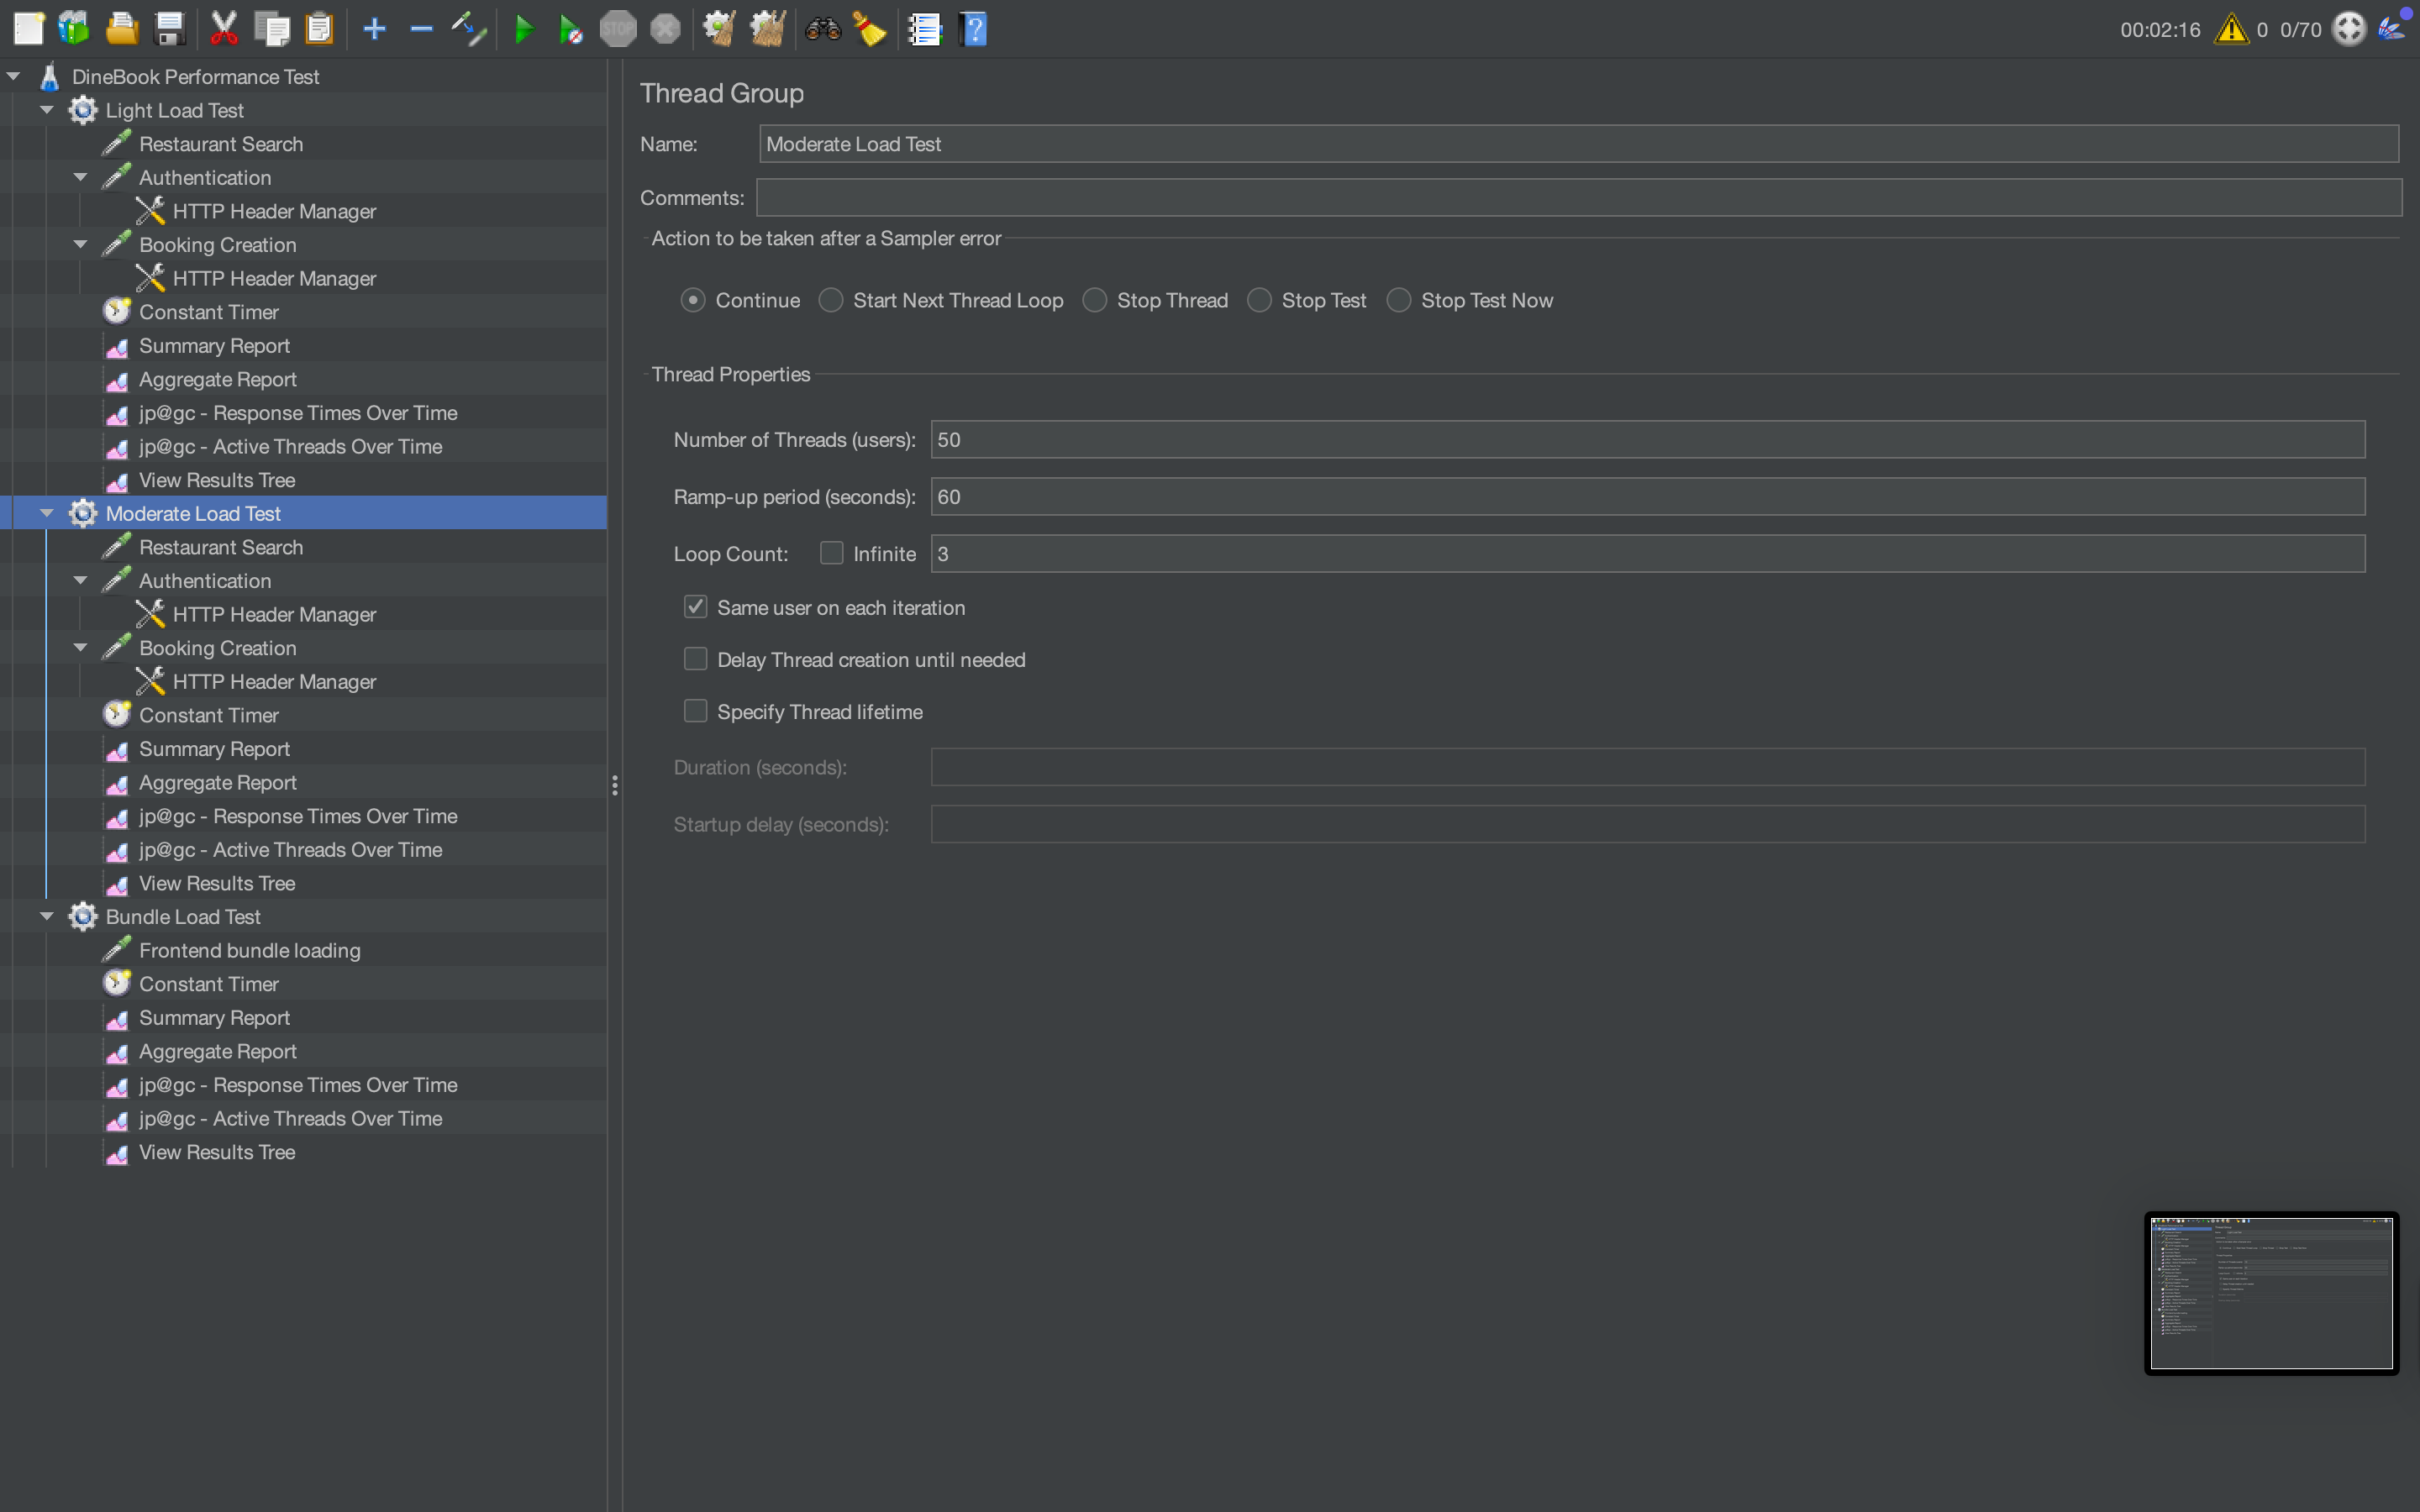 STOP
00:02:16 0 0/70
DineBook Performance Test
Light Load Test
Restaurant Search
Authentication
HTTP Header Manager
Booking Creation
HTTP Header Manager
Constant Timer
Summary Report
Aggregate Report
jp@gc - Response Times Over Time
jp@gc - Active Threads Over Time
View Results Tree
Moderate Load Test
Restaurant Search
Authentication
HTTP Header Manager
Booking Creation
HTTP Header Manager
Constant Timer
Summary Report
Aggregate Report
jp@gc - Response Times Over Time
jp@gc - Active Threads Over Time
View Results Tree
Bundle Load Test
Frontend bundle loading
Constant Timer
Summary Report
Aggregate Report
jp@gc - Response Times Over Time
jp@gc - Active Threads Over Time
View Results Tree
Thread Group
Name: Moderate Load Test
Comments:
Action to be taken after a Sampler error
Continue Start Next Thread Loop Stop Thread Stop Test Stop Test Now
Thread Properties
Number of Threads (users): 50
Ramp-up period (seconds): 60
Loop Count: Infinite 3
Same user on each iteration
Delay Thread creation until needed
Specify Thread lifetime
Duration (seconds):
Startup delay (seconds):